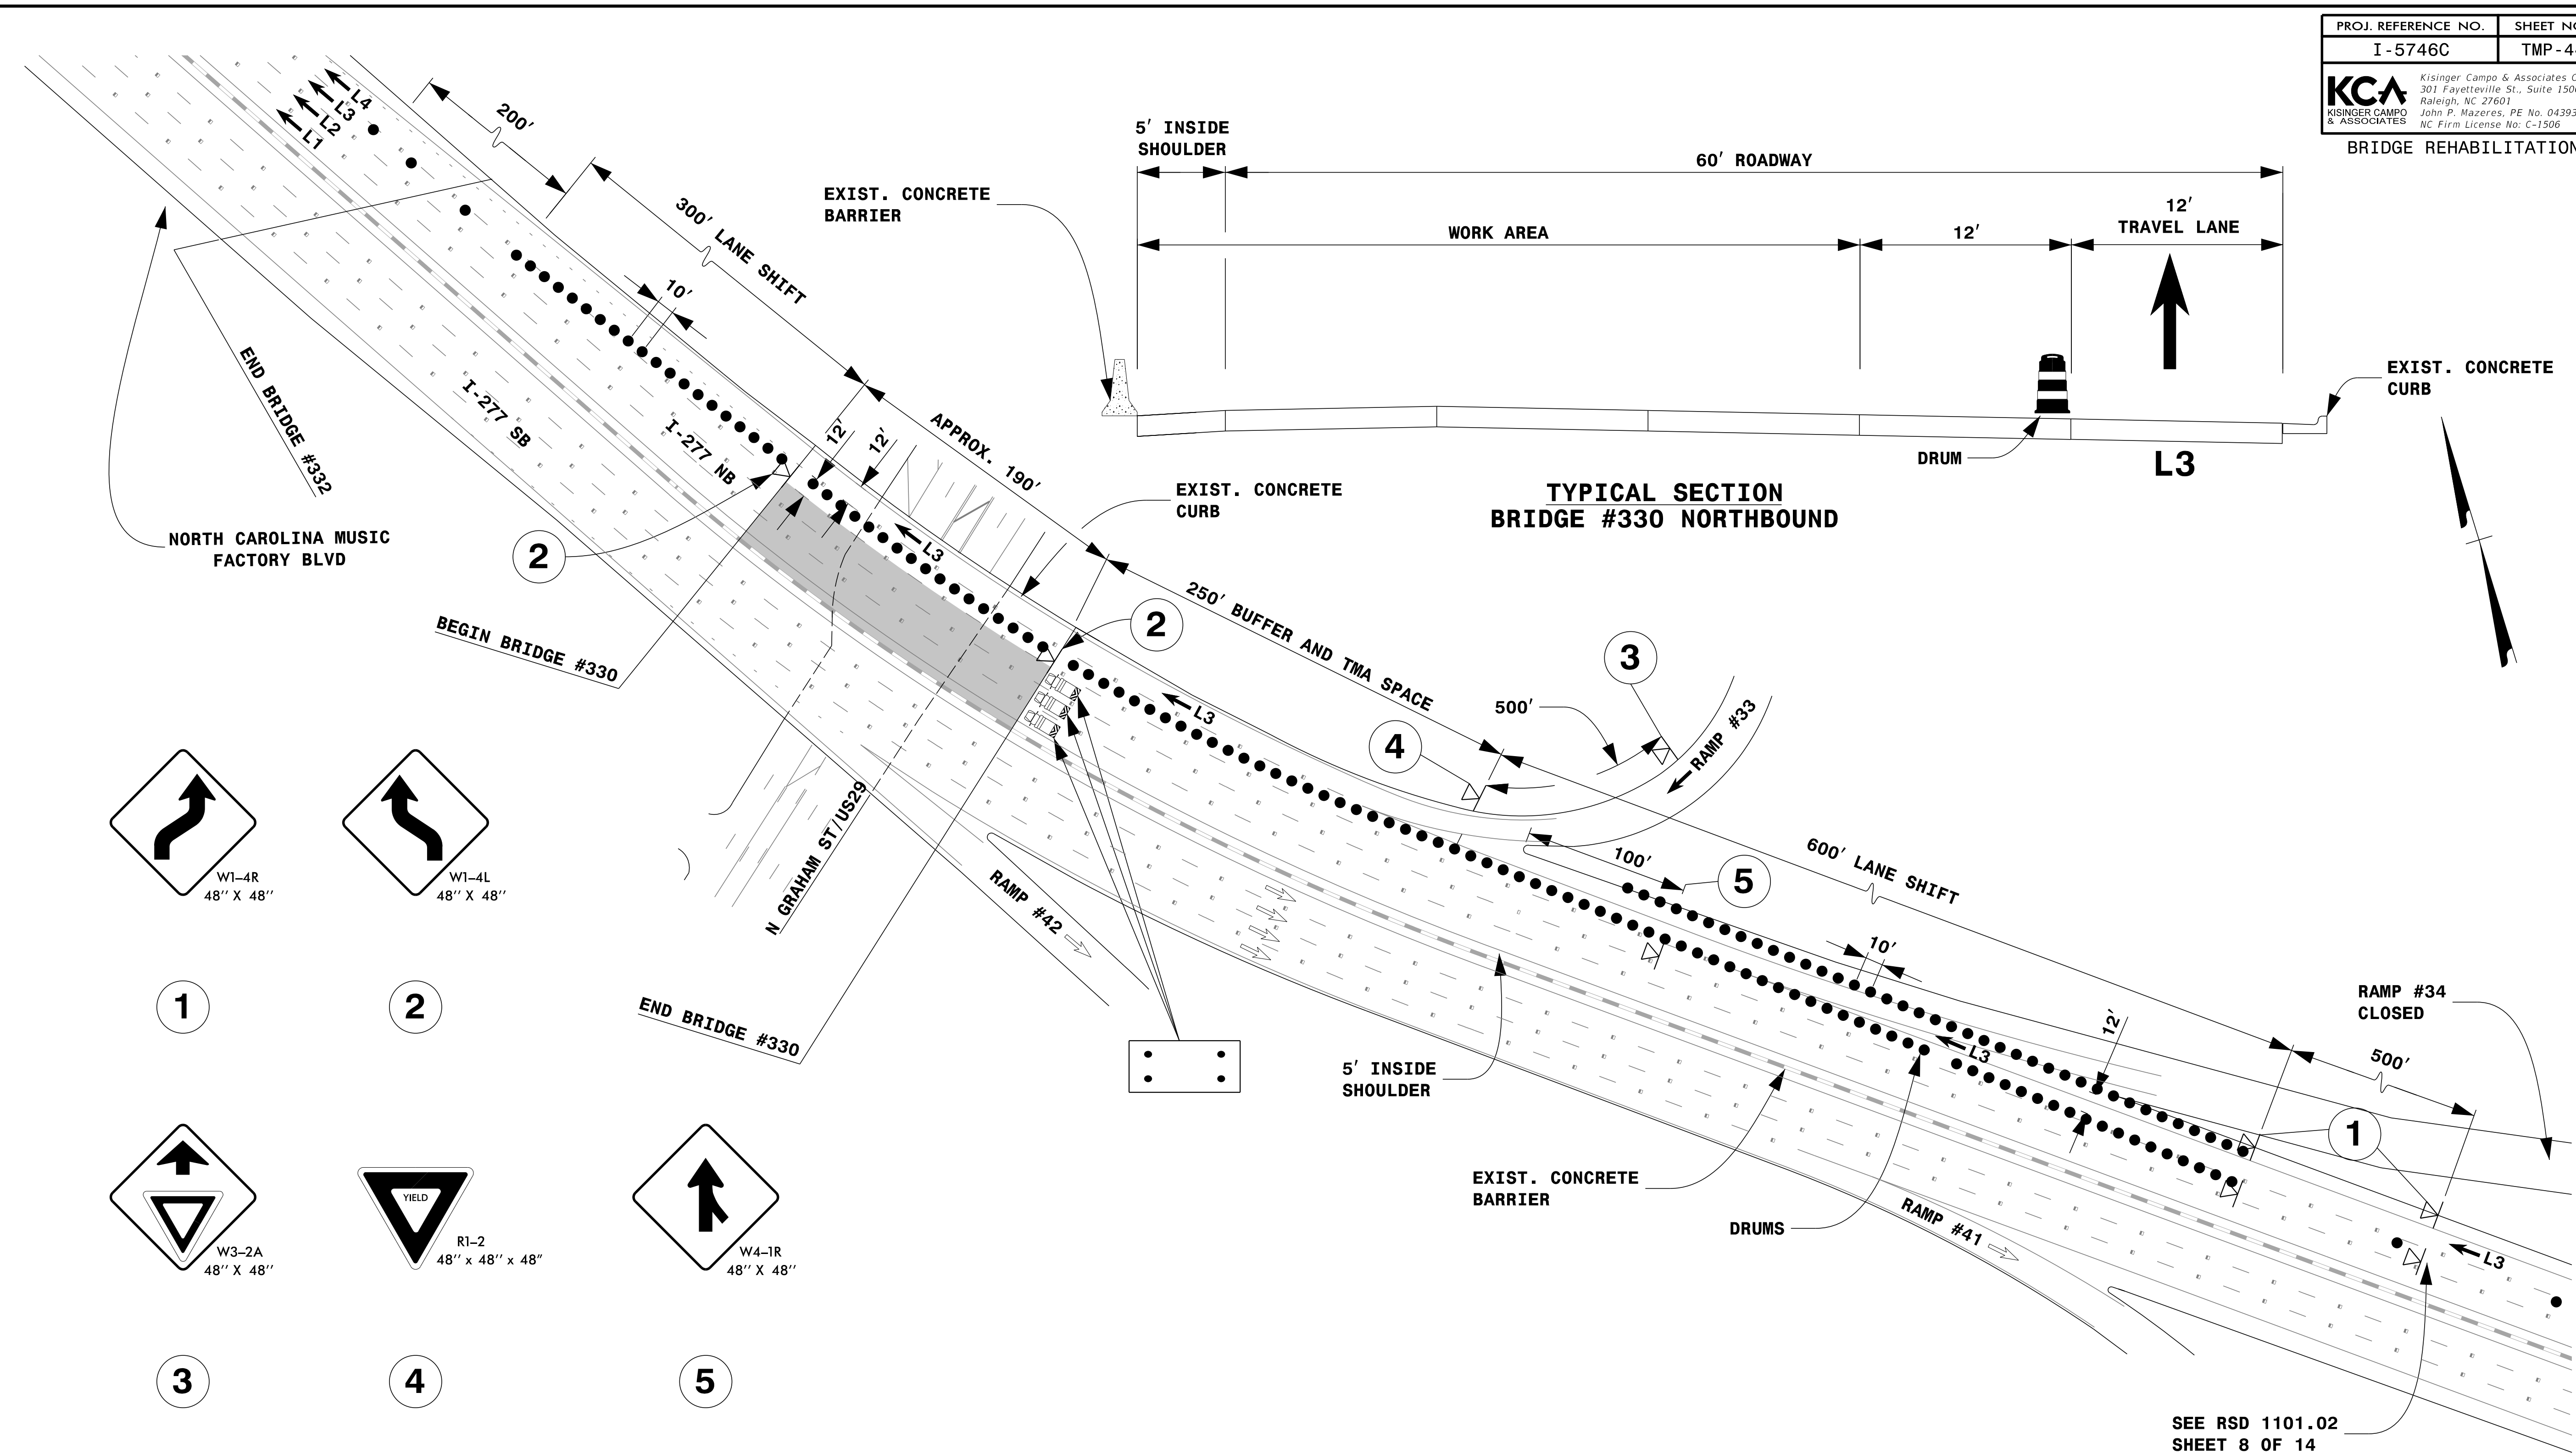 PROJ. REFERENCE NO.
SHEET
I-5746C
KCA
KISINGER CAMPO
& ASSOCIATES
Kisinger Campo & Associates
301 Fayetteville St., Suite
Raleigh, NC 27601
John P. Mazeres, PE No.
NC Firm License No: C-1506
BRIDGE REHABILITATION
L4
L3
L2
L1
200'
300' LANE SHIFT
10'
5' INSIDE
SHOULDER
60' ROADWAY
EXIST. CONCRETE
BARRIER
WORK AREA
12'
12'
TRAVEL LANE
EXIST. CONCRETE
CURB
DRUM
L3
TYPICAL SECTION
BRIDGE #330 NORTHBOUND
END BRIDGE #332
I-277 SB
I-277 NB
12'
12'
APPROX. 190'
NORTH CAROLINA MUSIC
FACTORY BLVD
2
L3
EXIST. CONCRETE
CURB
BEGIN BRIDGE #330
2
250' BUFFER AND TMA SPACE
L3
3
500'
4
RAMP #33
W1-4R
48'' X 48''
1
W1-4L
48'' X 48''
2
N GRAHAM ST/US29
RAMP #42
END BRIDGE #330
100'
5
600' LANE SHIFT
10'
12'
L3
RAMP #34
CLOSED
500'
5' INSIDE
SHOULDER
1
EXIST. CONCRETE
BARRIER
DRUMS
RAMP #41
L3
W3-2A
48'' X 48''
3
YIELD
R1-2
48'' x 48'' x 48"
4
W4-1R
48'' X 48''
5
SEE RSD 1101.02
SHEET 8 OF 14